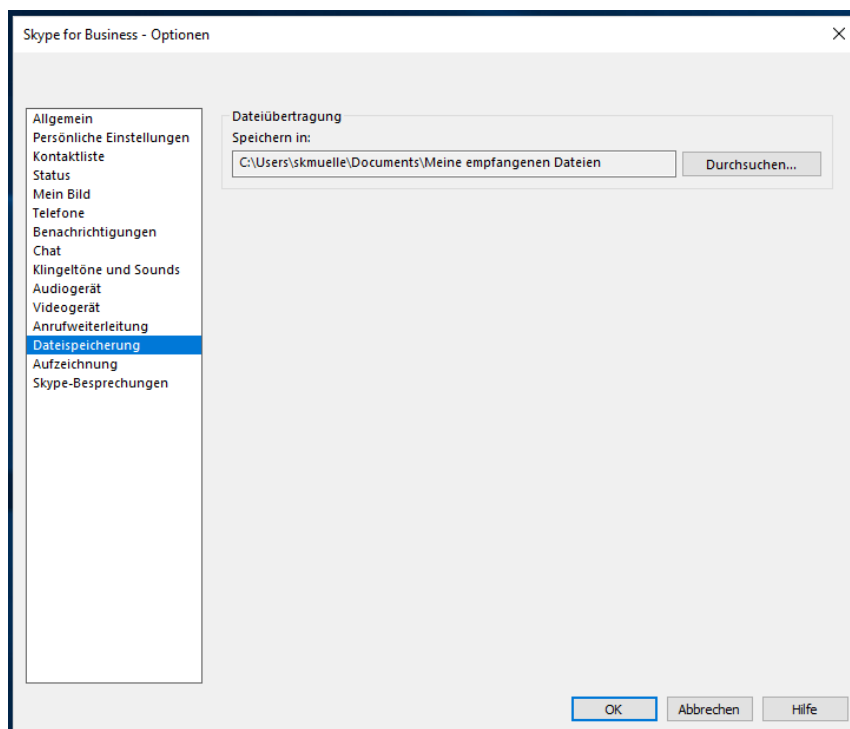 Skype for Business - Optionen
Allgemein
Persönliche Einstellungen
Kontaktliste
Status
Mein Bild
Telefone
Benachrichtigungen
Chat
Klingeltöne und Sounds
Audiogerät
Videogerät
Anrufweiterleitung
Dateispeicherung
Aufzeichnung
Skype-Besprechungen
Dateiübertragung
Speichern in:
C:\Users\skmuelle\Documents\Meine empfangenen Dateien
Durchsuchen...
OK
Abbrechen
Hilfe